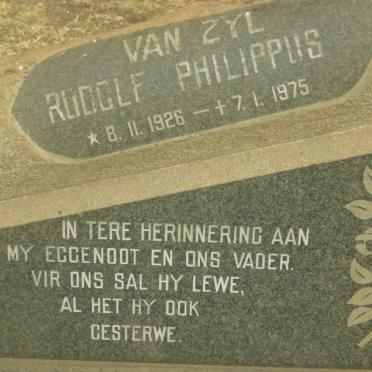 VAN ZYL
RUDOLF PHILIPPUS
* 8. 11. 1926 — + 7. 1. 1975
IN TERE HERINNERING AAN
MY EGGENOOT EN ONS VADER.
VIR ONS SAL HY LEWE,
AL HET HY OOK
GESTERWE.